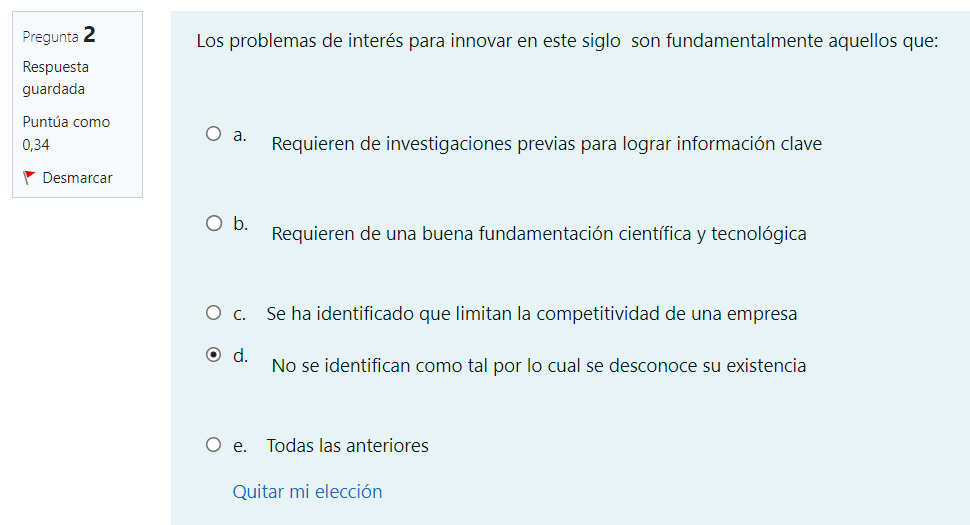 Pregunta 2
Respuesta
guardada
Puntúa como
0,34
Desmarcar
Los problemas de interés para innovar en este siglo son fundamentalmente aquellos que:
a. Requieren de investigaciones previas para lograr información clave
b. Requieren de una buena fundamentación científica y tecnológica
c. Se ha identificado que limitan la competitividad de una empresa
d. No se identifican como tal por lo cual se desconoce su existencia
e. Todas las anteriores
Quitar mi elección